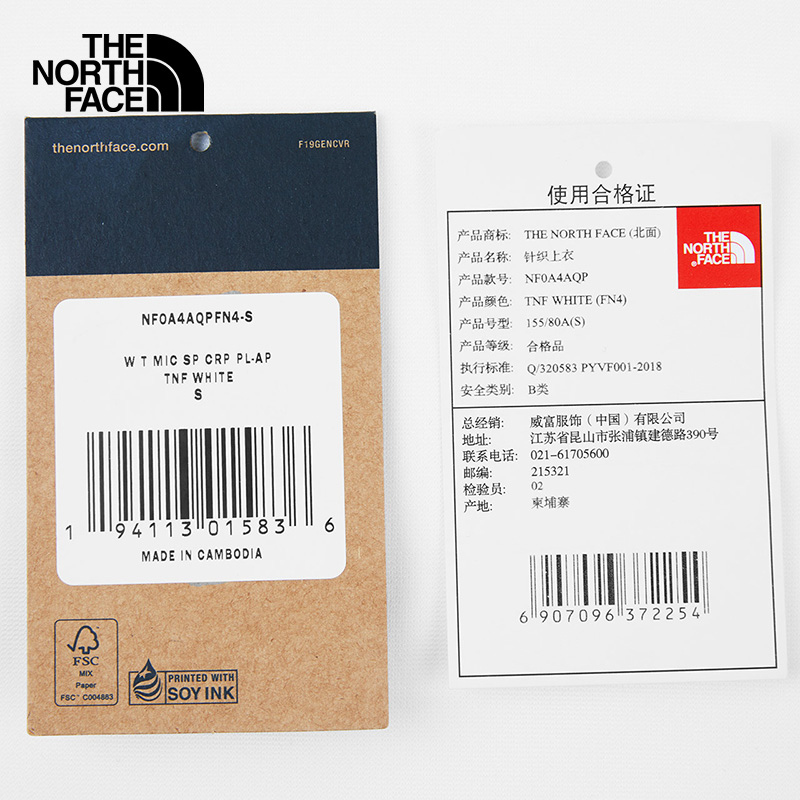 THE
NORTH
FACE
thenorthface.com
F19GENCVR
NF0A4AQPFN4-S
W T MIC SP CRP PL-AP
TNF WHITE
S
1 94113 01583 6
MADE IN CAMBODIA
FSC
MIX
Paper
FSC™ C004883
PRINTED WITH
SOY INK
使用合格证
产品商标: THE NORTH FACE (北面)
产品名称: 针织上衣
产品款号: NF0A4AQP
产品颜色: TNF WHITE (FN4)
产品号型: 155/80A(S)
产品等级: 合格品
执行标准: Q/320583 PYVF001-2018
安全类别: B类
THE
NORTH
FACE®
总经销: 威富服饰（中国）有限公司
地址: 江苏省昆山市张浦镇建德路390号
联系电话: 021-61705600
邮编: 215321
检验员: 02
产地: 柬埔寨
6 907096 372254